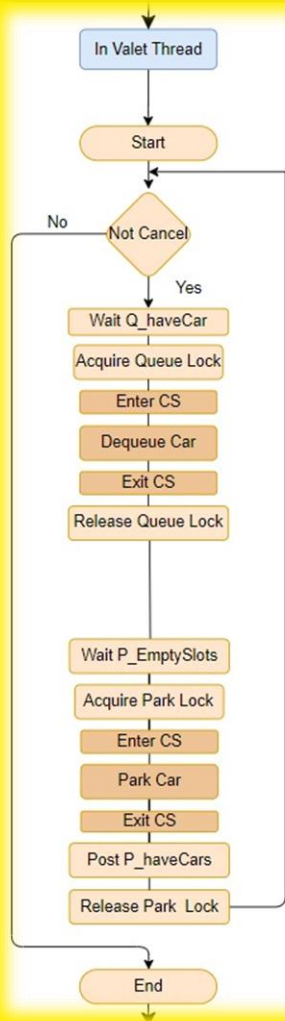 In Valet Thread
Start
Not Cancel
No
Yes
Wait Q_haveCar
Acquire Queue Lock
Enter CS
Dequeue Car
Exit CS
Release Queue Lock
Wait P_EmptySlots
Acquire Park Lock
Enter CS
Park Car
Exit CS
Post P_haveCars
Release Park Lock
End